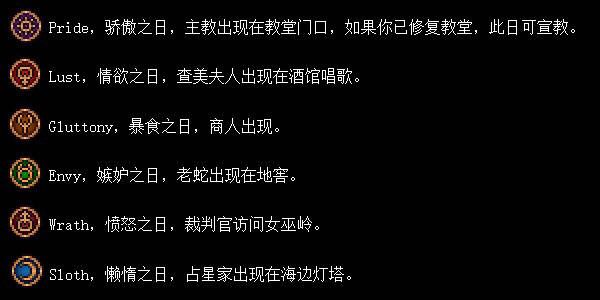 Pride, 骄傲之日，主教出现在教堂门口，如果你已修复教堂，此日可宣教。
Lust, 情欲之日，查美夫人出现在酒馆唱歌。
Gluttony, 暴食之日，商人出现。
Envy, 嫉妒之日，老蛇出现在地窖。
Wrath, 愤怒之日，裁判官访问女巫岭。
Sloth, 懒惰之日，占星家出现在海边灯塔。